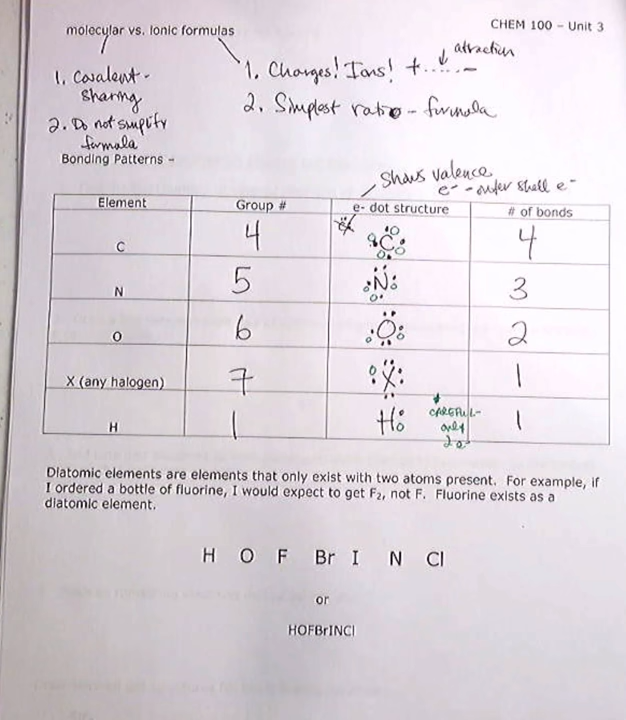 CHEM 100 – Unit 3
molecular vs. ionic formulas
1. Covalent -
sharing
2. Do not simplify
formula
1. Charges! Ions! +......−
attraction
2. Simplest ratio - formula
Bonding Patterns –
shows valence
e⁻ - outer shell e⁻
Element Group # e- dot structure # of bonds
C 4 C 4
N 5 N 3
O 6 O 2
X (any halogen) 7 X 1
H 1 H 1
CAREFUL-
only
2e⁻
Diatomic elements are elements that only exist with two atoms present. For example, if
I ordered a bottle of fluorine, I would expect to get F₂, not F. Fluorine exists as a
diatomic element.
H O F Br I N Cl
or
HOFBrINCl